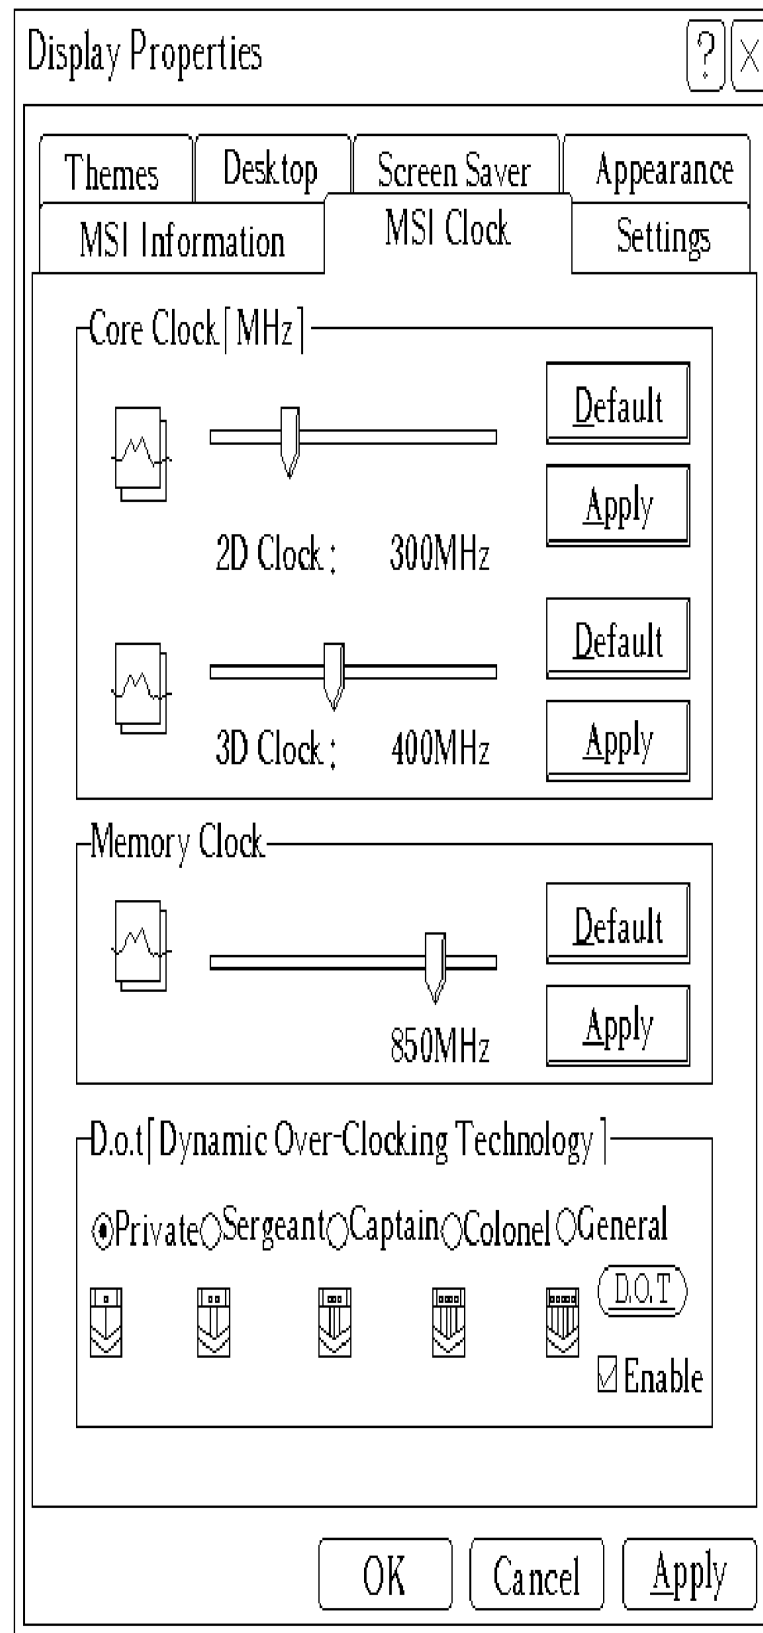 Display Properties ? ×
Themes Desktop Screen Saver Appearance
MSI Information MSI Clock Settings
Core Clock[MHz]
Default
Apply
2D Clock: 300MHz
Default
Apply
3D Clock: 400MHz
Memory Clock
Default
Apply
850MHz
D.o.t[Dynamic Over-Clocking Technology]
Private Sergeant Captain Colonel General
D.O.T
Enable
OK Cancel Apply